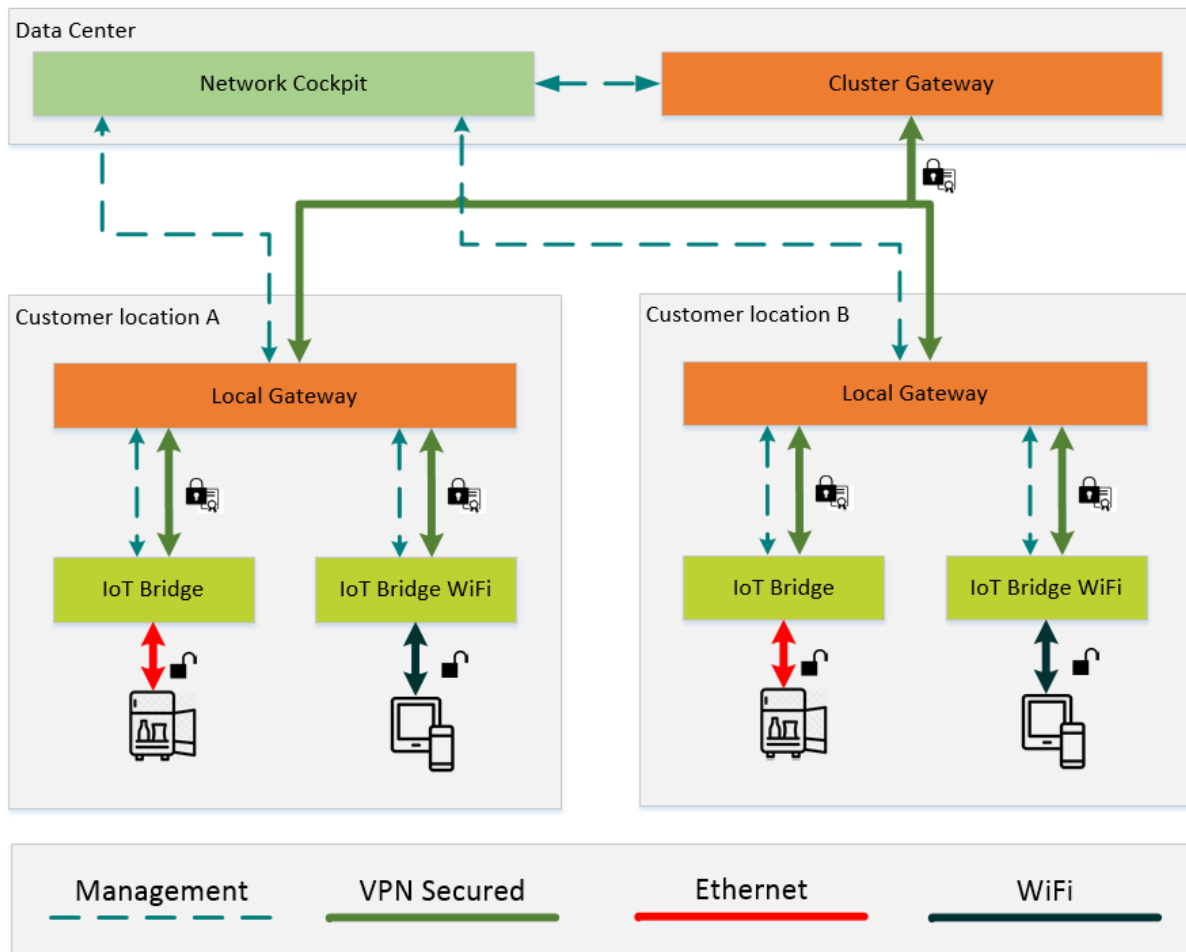 Data Center
Network Cockpit
Cluster Gateway
Customer location A
Customer location B
Local Gateway
Local Gateway
IoT Bridge
IoT Bridge WiFi
IoT Bridge
IoT Bridge WiFi
Management
VPN Secured
Ethernet
WiFi